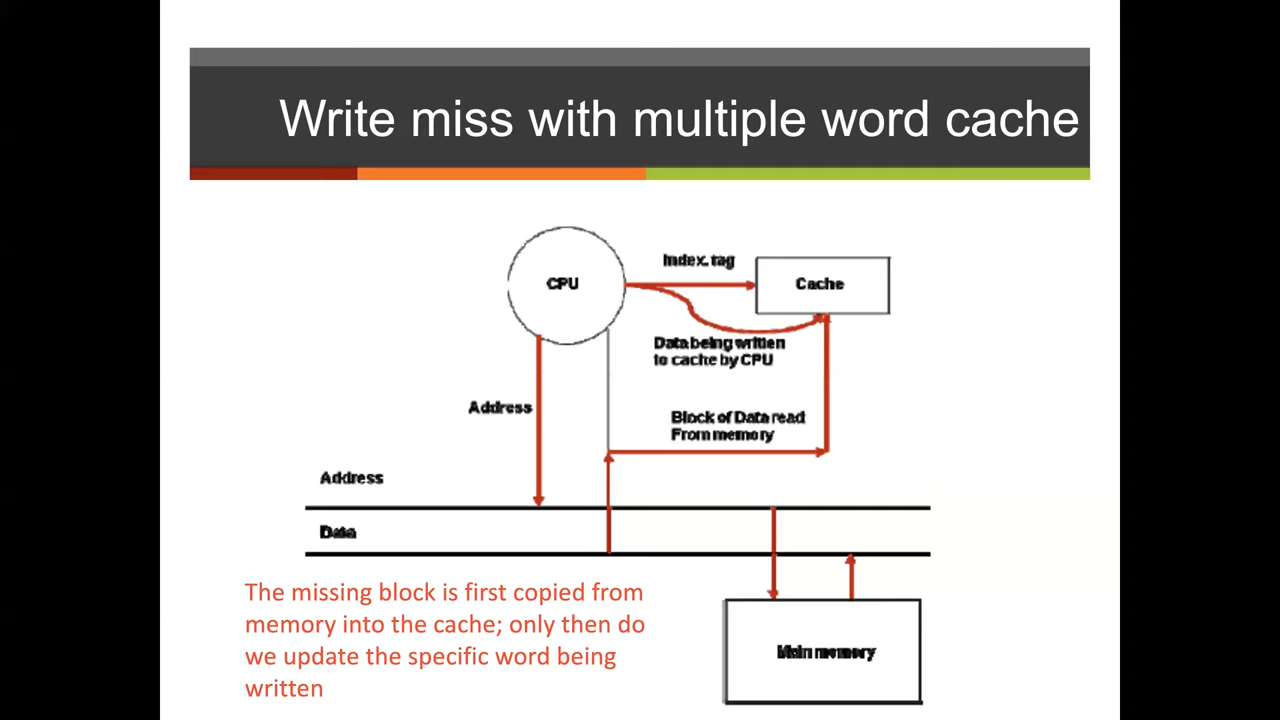 Write miss with multiple word cache
Index, tag
CPU
Cache
Data being written
to cache by CPU
Address
Block of Data read
From memory
Address
Data
The missing block is first copied from
memory into the cache; only then do
we update the specific word being
written
Main memory